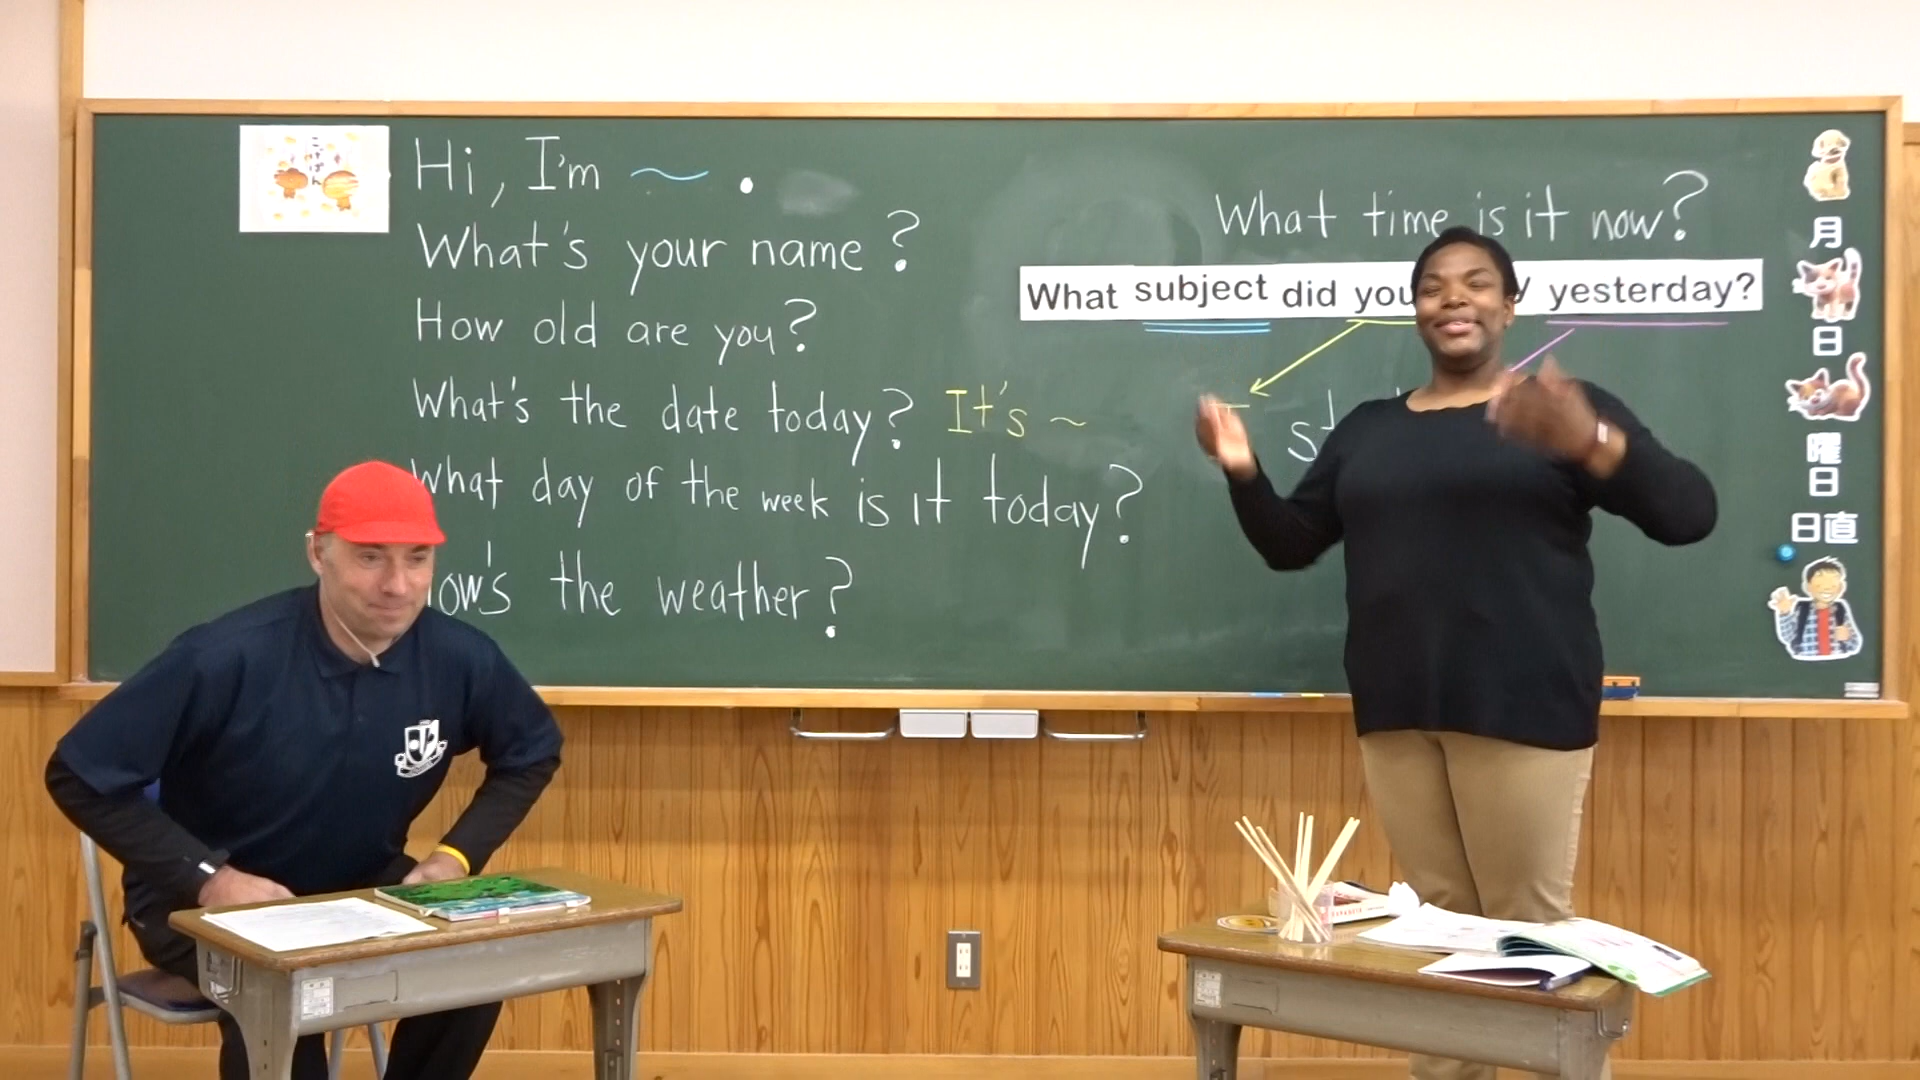 Hi, I'm ~ .
What's your name?
How old are you?
What's the date today? It's ~
What day of the week is it today?
How's the weather?
What time is it now?
What subject did you yesterday?
月
日
曜
日
日直